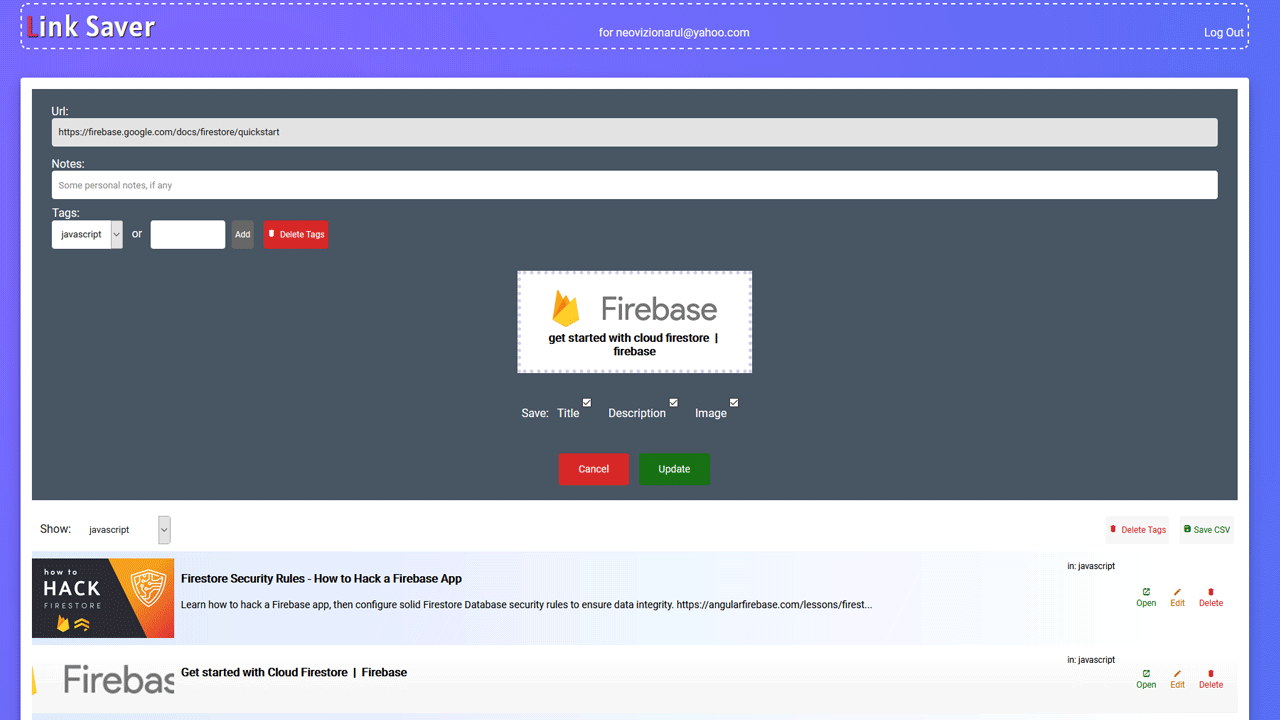 Link Saver
for neovizionarul@yahoo.com
Log Out
Url:
https://firebase.google.com/docs/firestore/quickstart
Notes:
Some personal notes, if any
Tags:
javascript or Add Delete Tags
Firebase
get started with cloud firestore |
firebase
Save: Title Description Image
Cancel Update
Show: javascript Delete Tags Save CSV
how to
HACK
FIRESTORE
Firestore Security Rules - How to Hack a Firebase App
Learn how to hack a Firebase app, then configure solid Firestore Database security rules to ensure data integrity. https://angularfirebase.com/lessons/firest...
in: javascript
Open Edit Delete
Firebas
Get started with Cloud Firestore | Firebase
in: javascript
Open Edit Delete